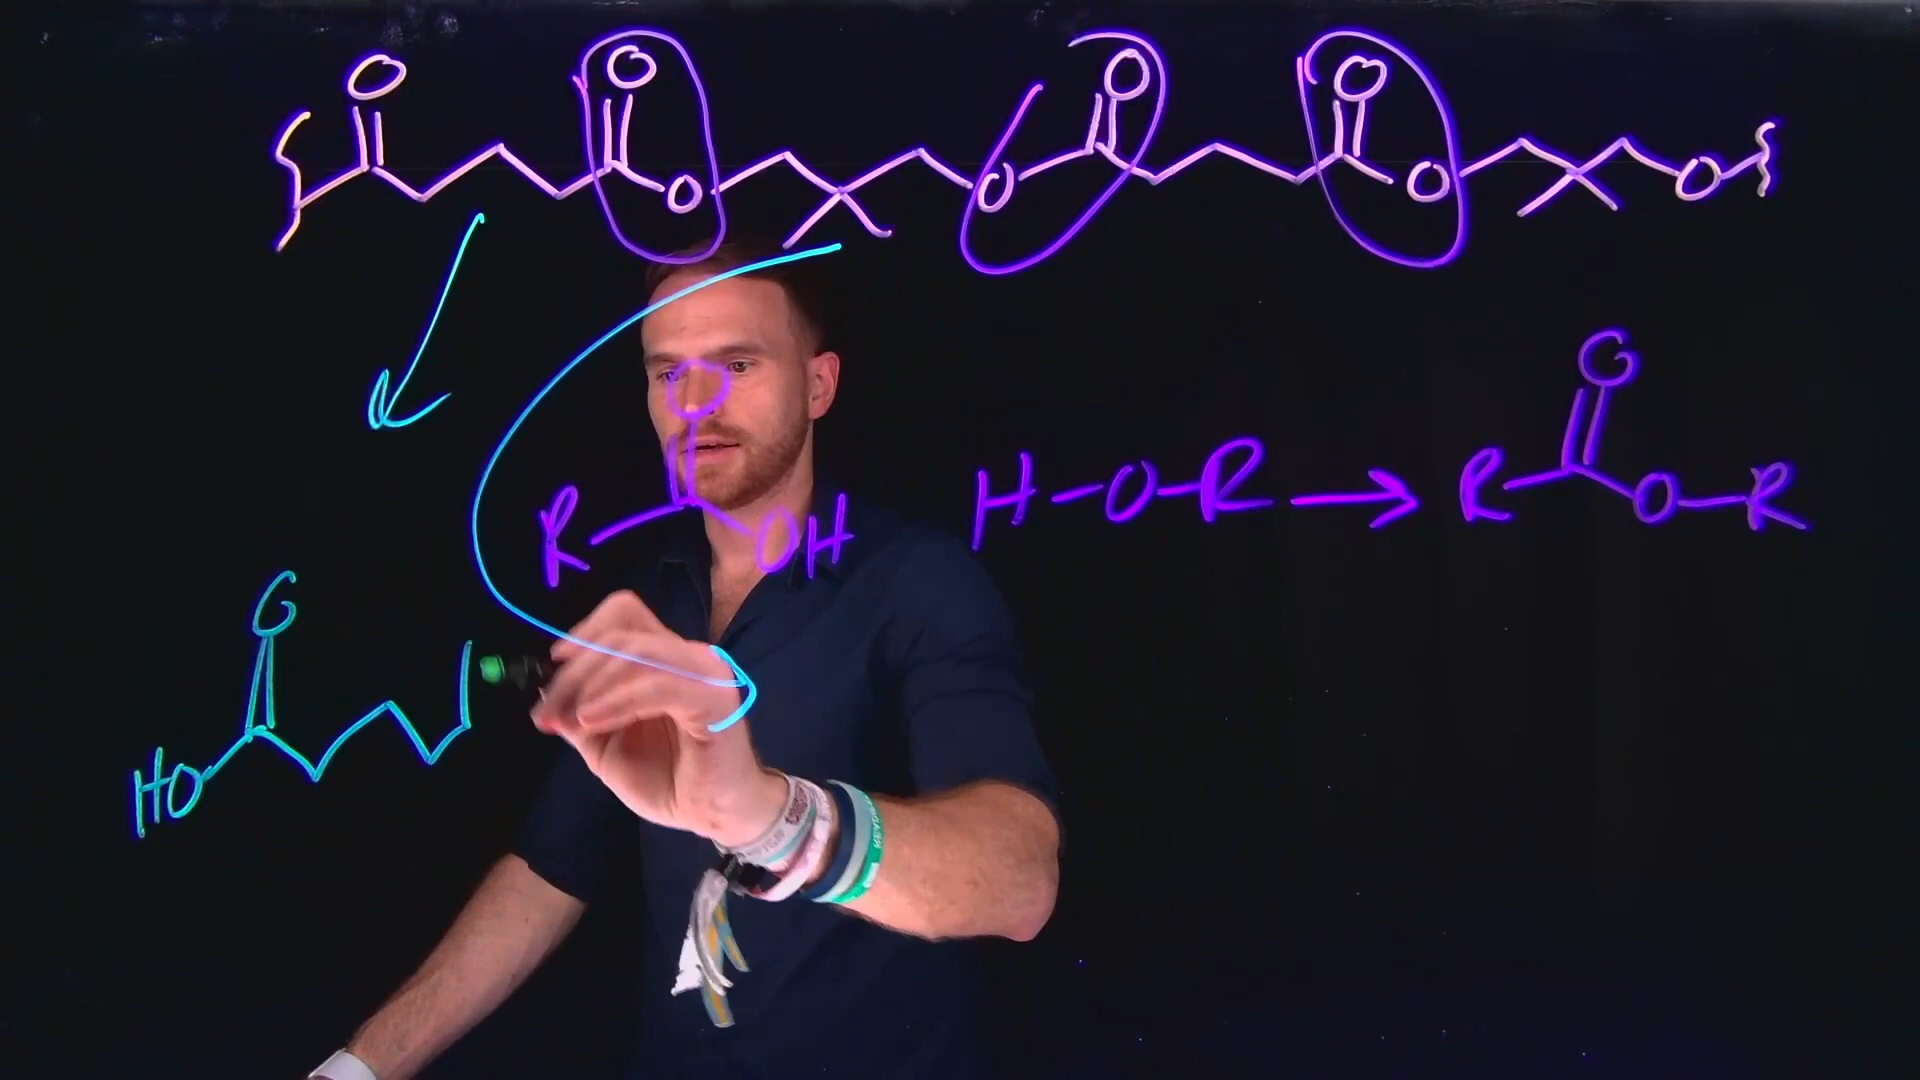 O O O O
O O O O
O O
R OH H-O-R → R O-R
O
HO